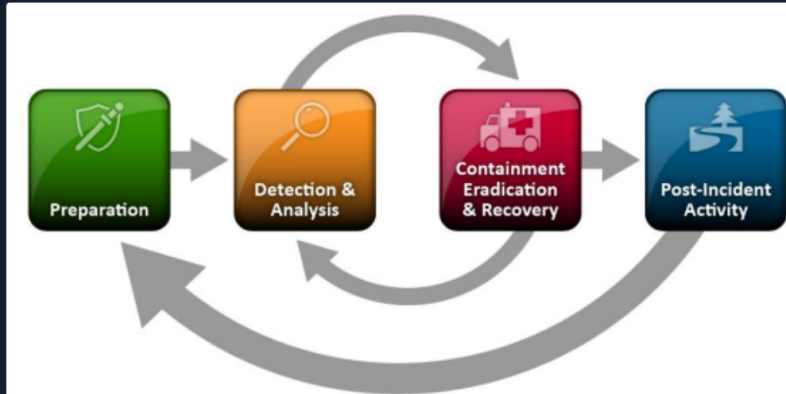 Preparation
Detection &
Analysis
Containment
Eradication
& Recovery
Post-Incident
Activity